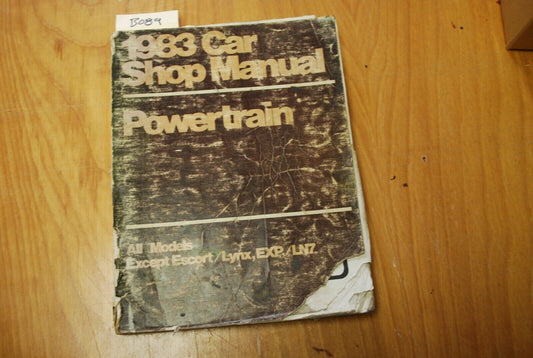 B089
1983 Car
Shop Manual
Powertrain
All Models
Except Escort/Lynx, EXP/LN7